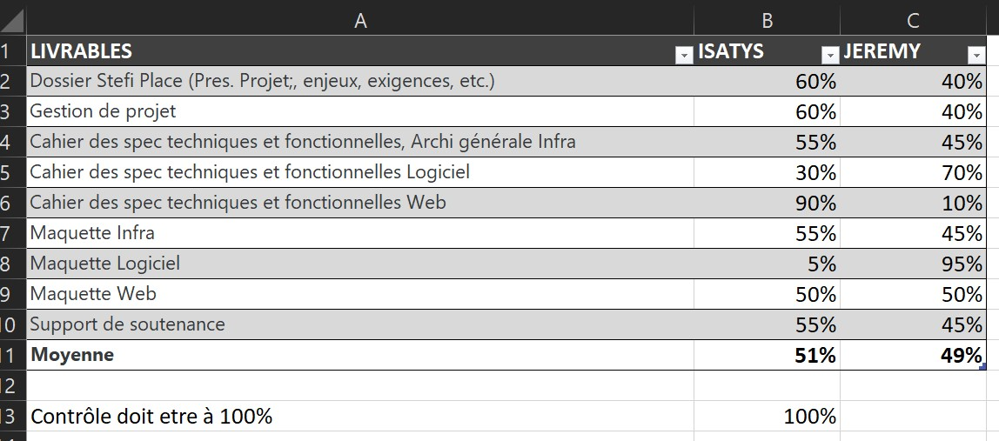 A B C
1 LIVRABLES ISATYS JEREMY
2 Dossier Stefi Place (Pres. Projet;, enjeux, exigences, etc.) 60% 40%
3 Gestion de projet 60% 40%
4 Cahier des spec techniques et fonctionnelles, Archi générale Infra 55% 45%
5 Cahier des spec techniques et fonctionnelles Logiciel 30% 70%
6 Cahier des spec techniques et fonctionnelles Web 90% 10%
7 Maquette Infra 55% 45%
8 Maquette Logiciel 5% 95%
9 Maquette Web 50% 50%
10 Support de soutenance 55% 45%
11 Moyenne 51% 49%
12
13 Contrôle doit etre à 100% 100%